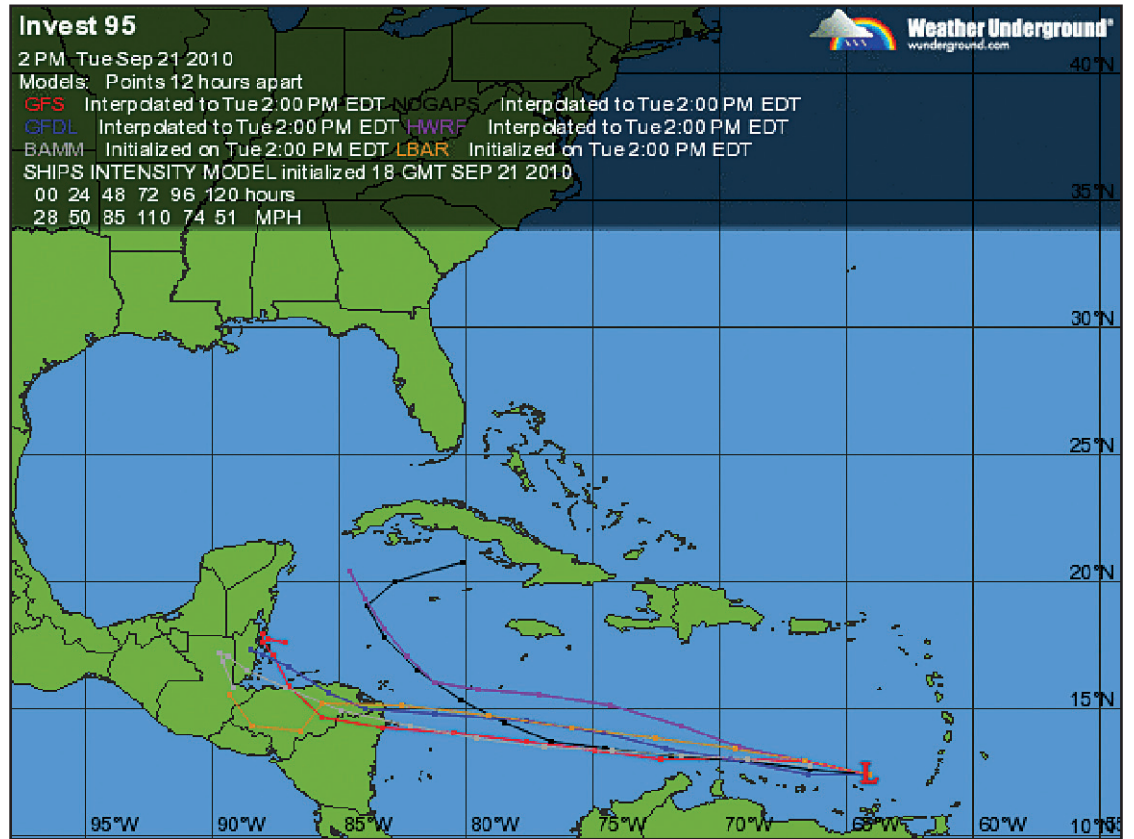 Invest 95
Weather Underground®
wunderground.com
2 PM Tue Sep 21 2010
Models: Points 12 hours apart
GFS Interpolated to Tue 2:00 PM EDT NOGAPS Interpolated to Tue 2:00 PM EDT
GFDL Interpolated to Tue 2:00 PM EDT HWRF Interpolated to Tue 2:00 PM EDT
BAMM Initialized on Tue 2:00 PM EDT LBAR Initialized on Tue 2:00 PM EDT
SHIPS INTENSITY MODEL initialized 18 GMT SEP 21 2010
00 24 48 72 96 120 hours
28 50 85 110 74 51 MPH
40°N
35°N
30°N
25°N
20°N
15°N
L
95°W 90°W 85°W 80°W 75°W 70°W 65°W 60°W 10°N